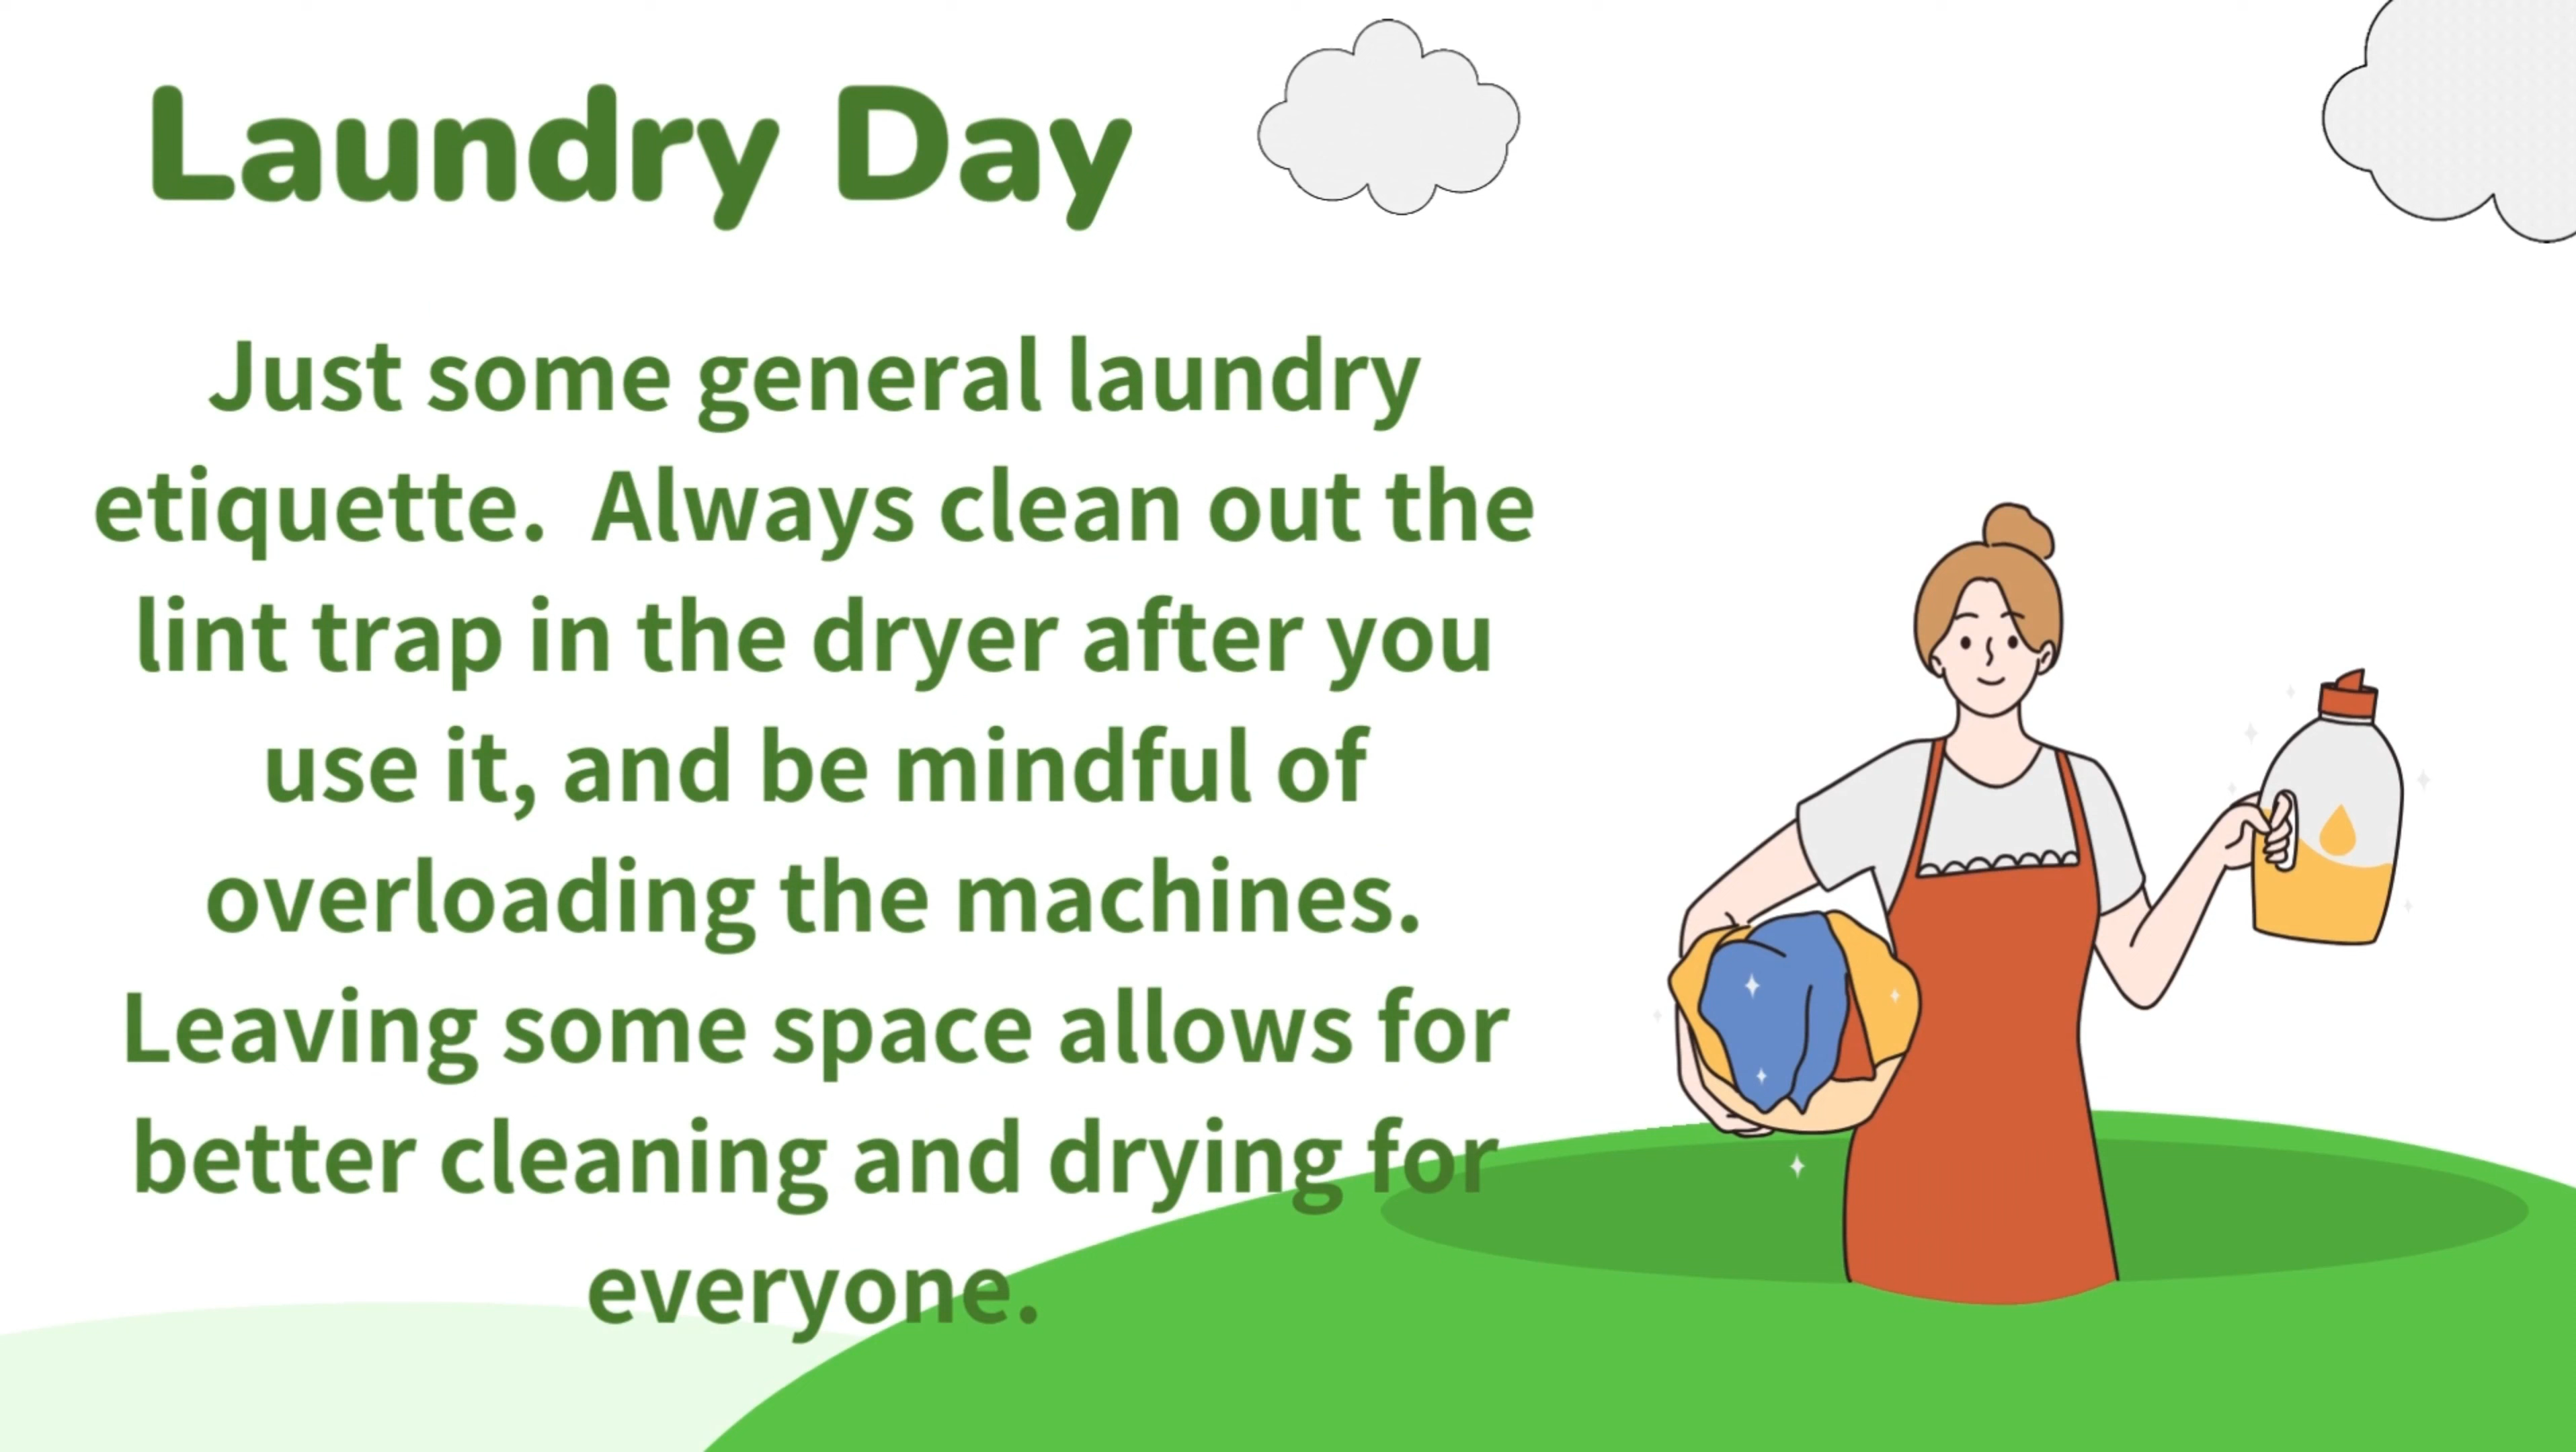 Laundry Day
Just some general laundry
etiquette.  Always clean out the
lint trap in the dryer after you
use it, and be mindful of
overloading the machines.
Leaving some space allows for
better cleaning and drying for
everyone.